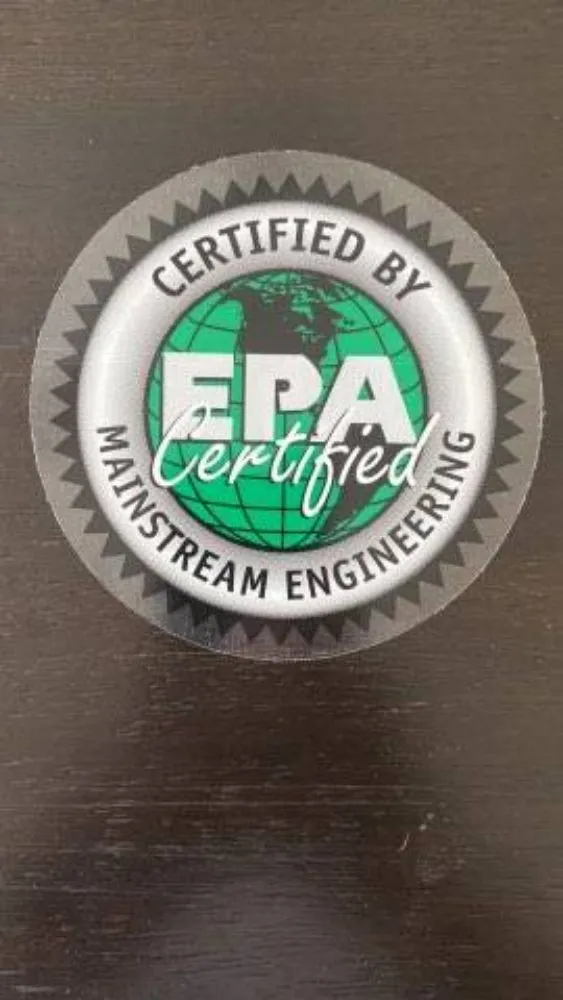 CERTIFIED BY
EPA
Certified
MAINSTREAM ENGINEERING